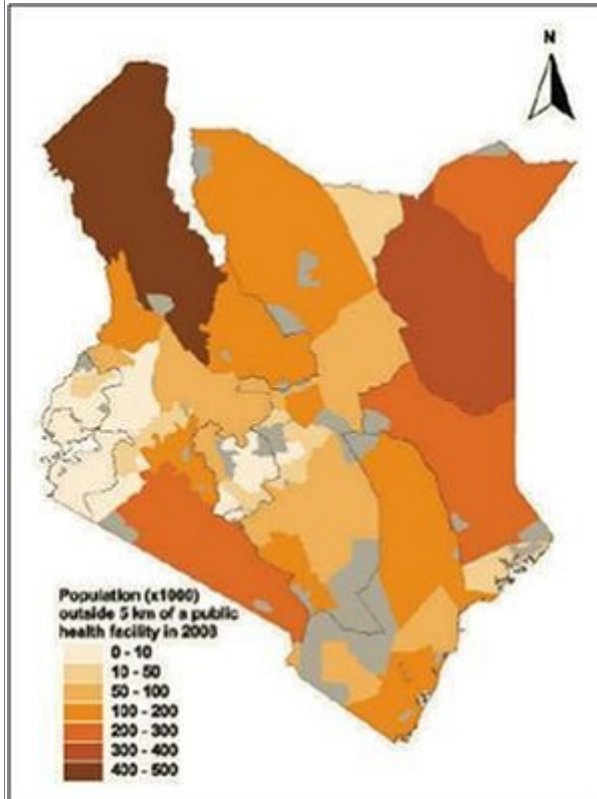 N
Population (x1000)
outside 5 km of a public
health facility in 2008
0 - 10
10 - 50
50 - 100
100 - 200
200 - 300
300 - 400
400 - 500